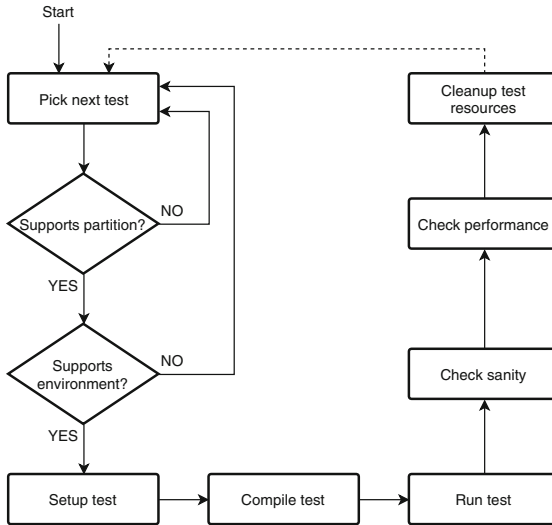 Start
Pick next test
Cleanup test
resources
Supports partition?
NO
Check performance
YES
Supports
environment?
NO
Check sanity
YES
Setup test
Compile test
Run test